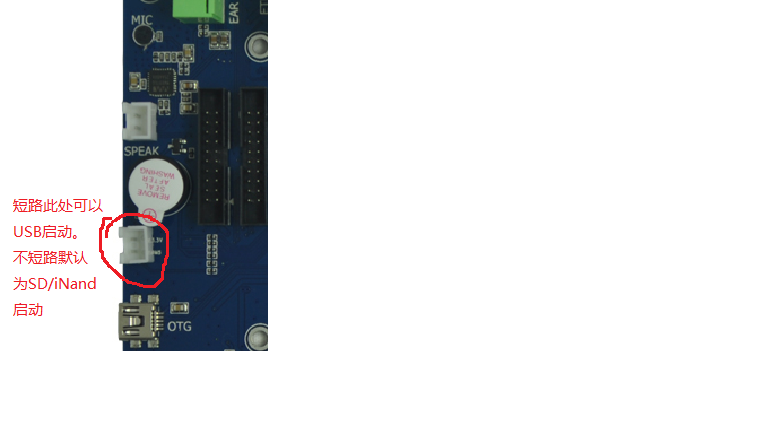 MIC
EAR
SPEAK
REMOVE
SEAL
AFTER
WASHING
短路此处可以
USB启动。
不短路默认
为SD/iNand
启动
OTG